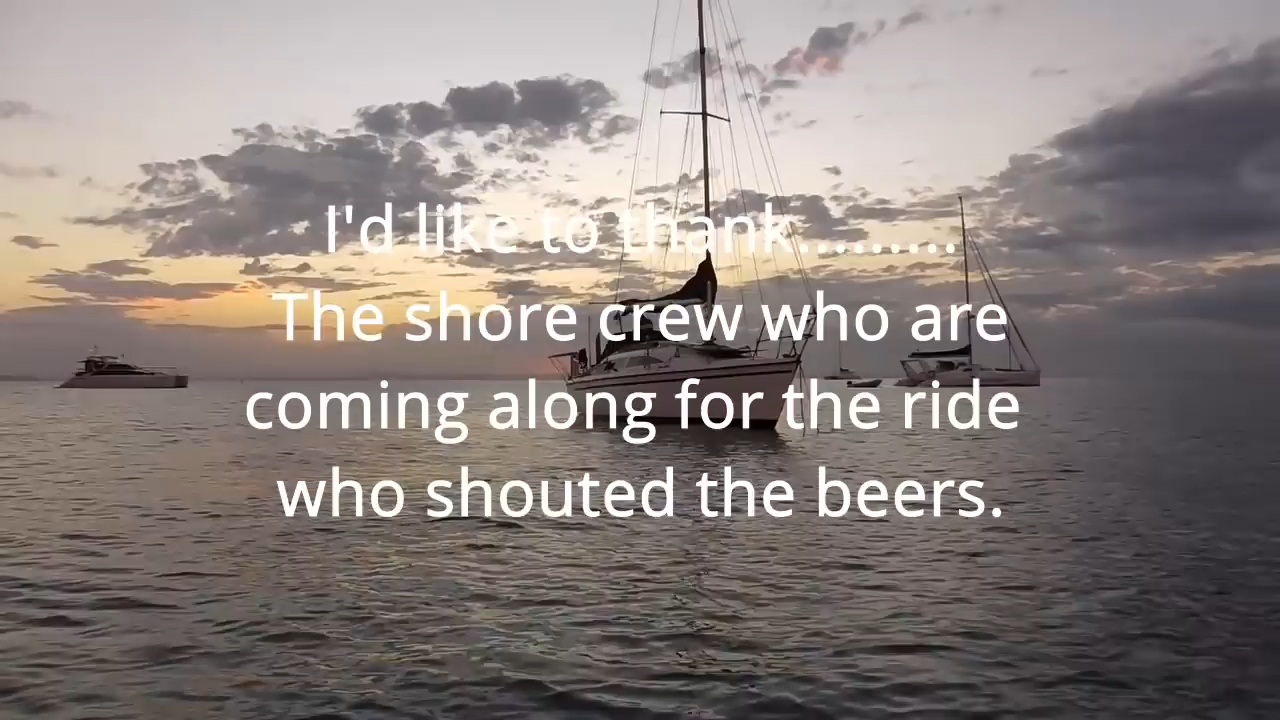 I'd like to thank.........
The shore crew who are
coming along for the ride
who shouted the beers.